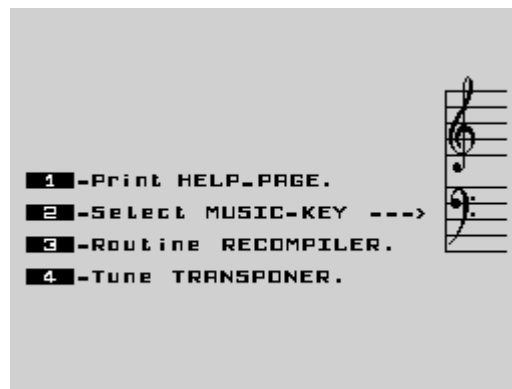 1-Print HELP_PAGE.
2-Select MUSIC-KEY --->
3-Routine RECOMPILER.
4-Tune TRANSPONER.